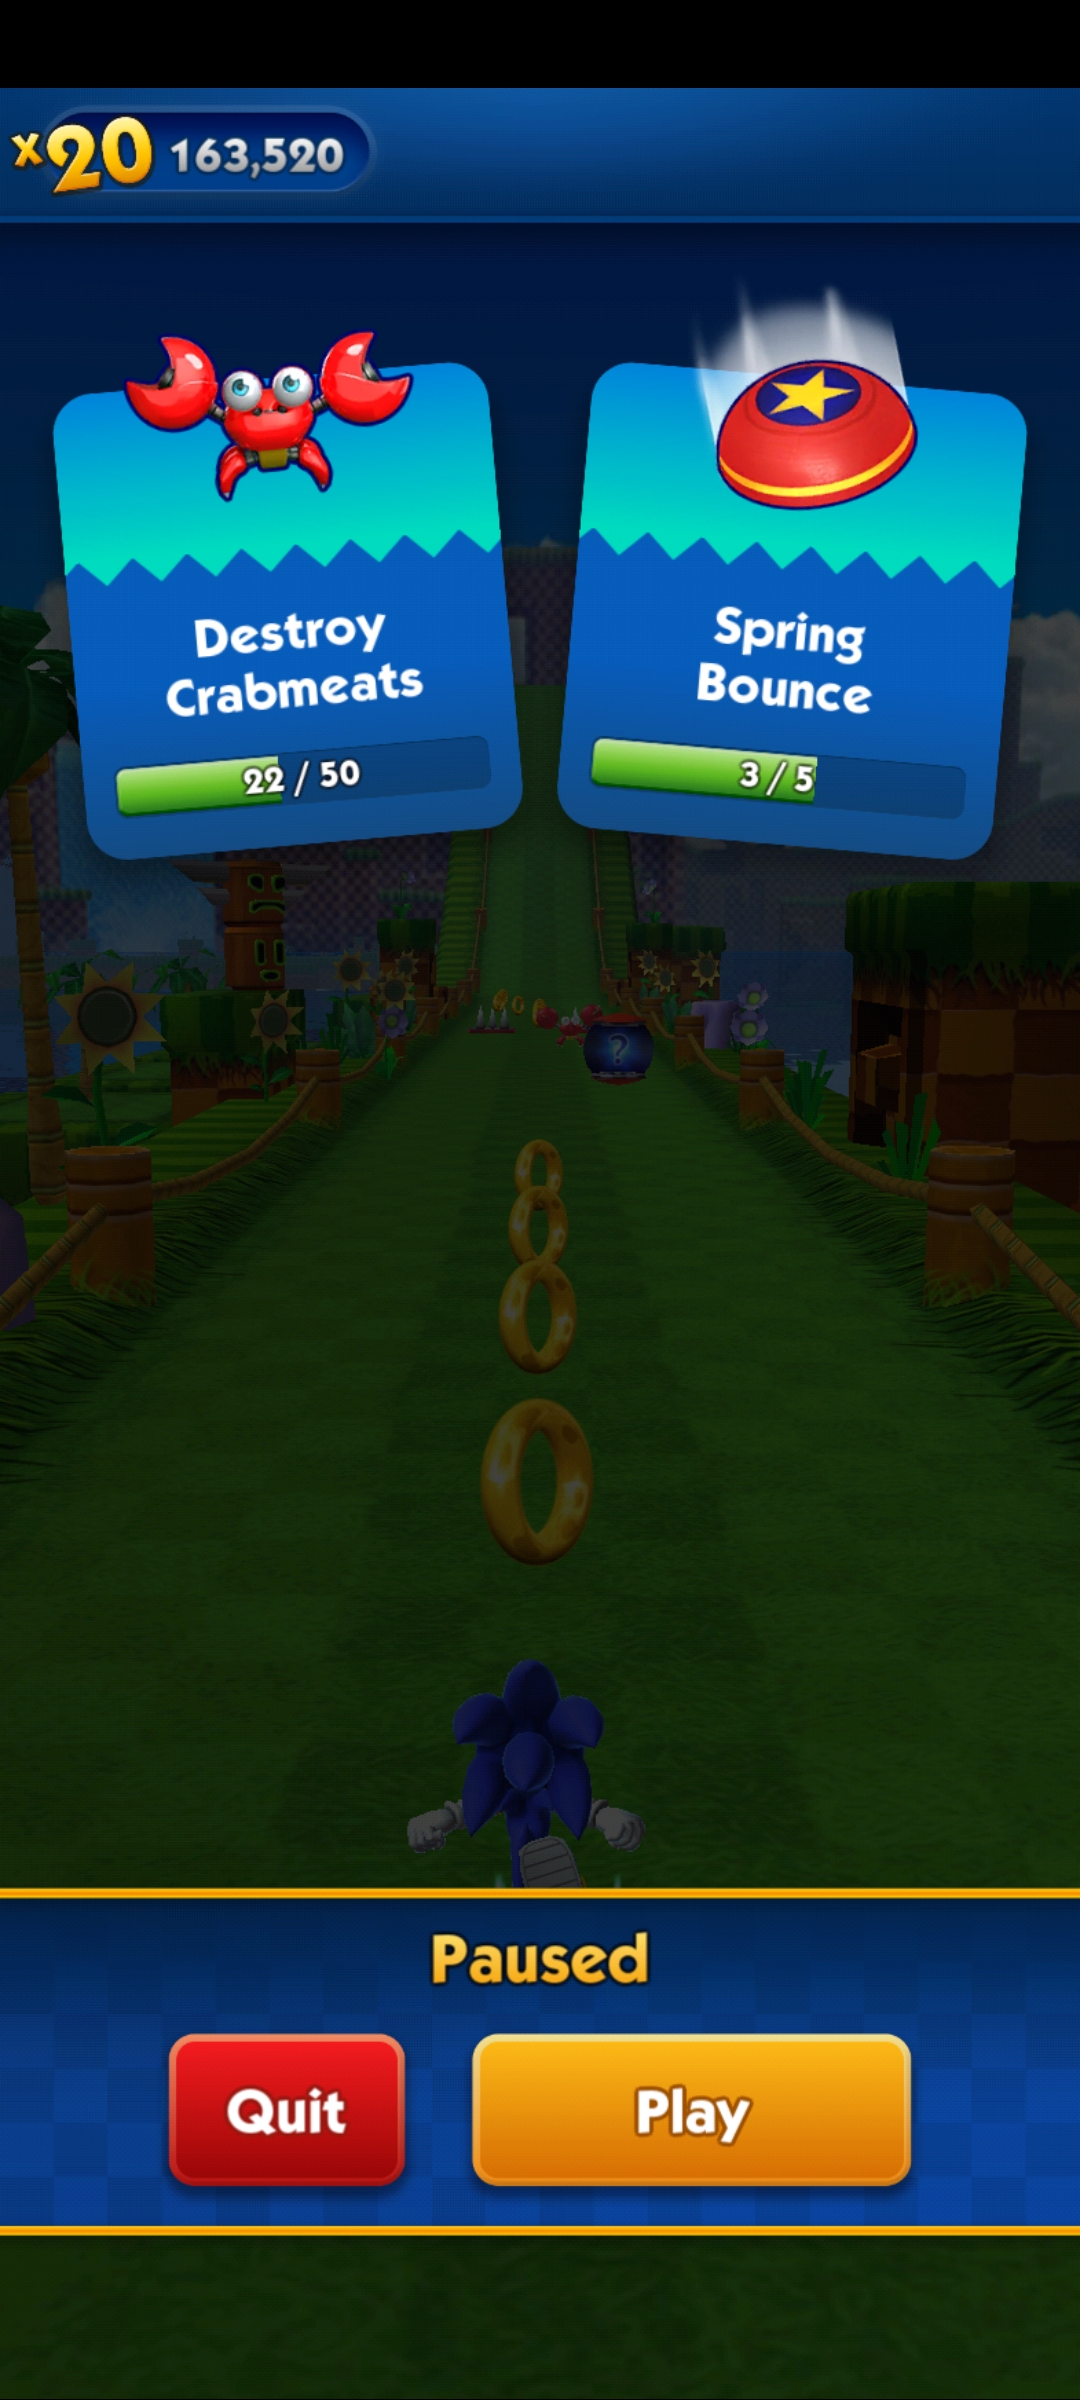 x20 163,520
Destroy
Crabmeats
22 / 50
Spring
Bounce
3 / 5
?
Paused
Quit
Play